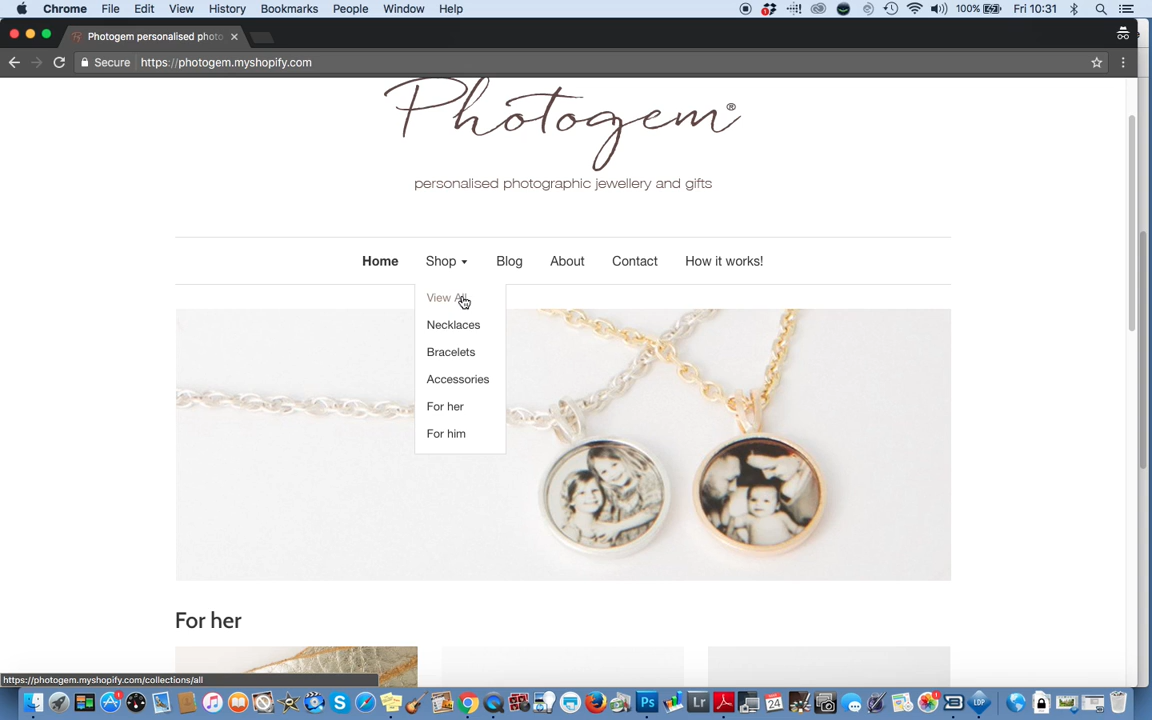 Chrome File Edit View History Bookmarks People Window Help
100% Fri 10:31
Photogem personalised photo
Secure https://photogem.myshopify.com
Photogem®
personalised photographic jewellery and gifts
Home Shop Blog About Contact How it works!
View All
Necklaces
Bracelets
Accessories
For her
For him
For her
https://photogem.myshopify.com/collections/all